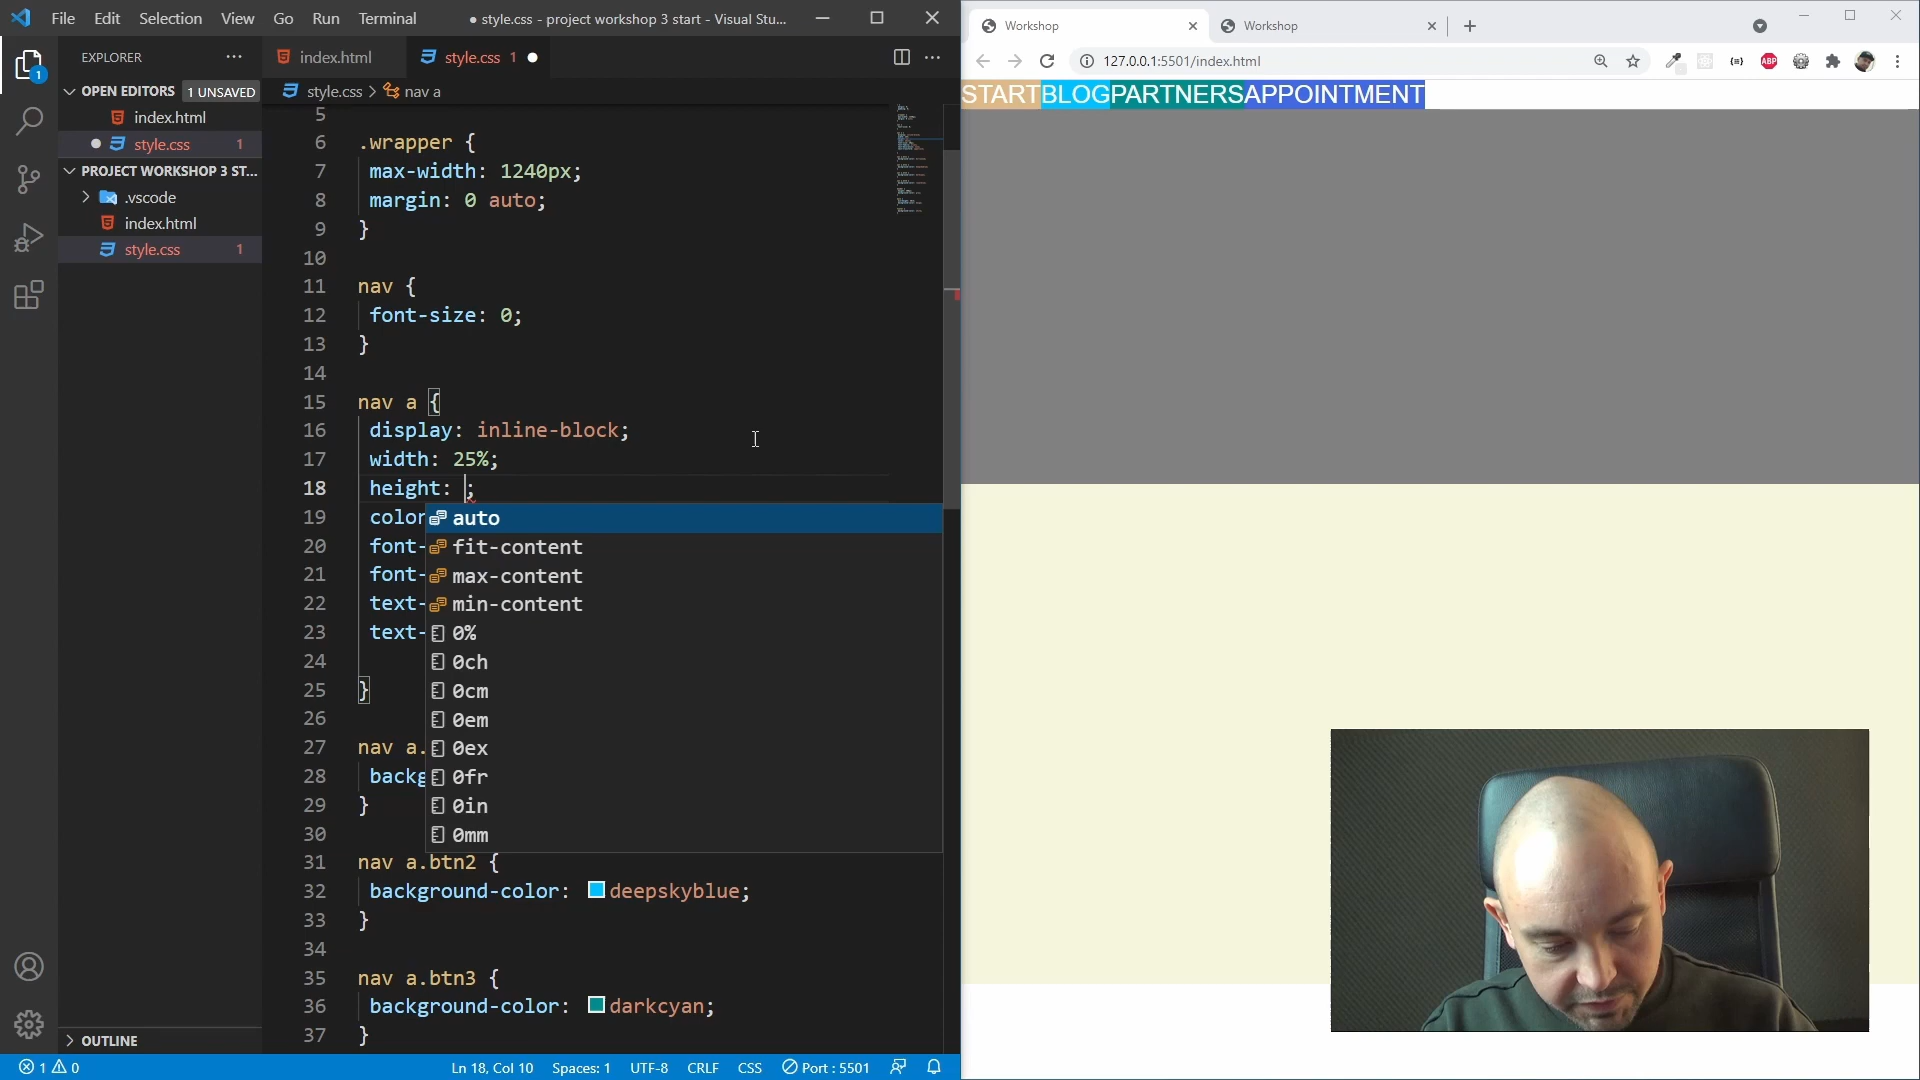 File Edit Selection View Go Run Terminal
● style.css - project workshop 3 start - Visual Stu...
EXPLORER
OPEN EDITORS 1 UNSAVED
index.html
style.css 1
PROJECT WORKSHOP 3 ST...
.vscode
index.html
style.css 1
OUTLINE
1
index.html
style.css 1
style.css > nav a
5
6 .wrapper {
7 max-width: 1240px;
8 margin: 0 auto;
9 }
10
11 nav {
12 font-size: 0;
13 }
14
15 nav a {
16 display: inline-block;
17 width: 25%;
18 height: ;
19 color
20 font-
21 font-
22 text-
23 text-
24
25 }
26
27 nav a.
28 backg
29 }
30
31 nav a.btn2 {
32 background-color: deepskyblue;
33 }
34
35 nav a.btn3 {
36 background-color: darkcyan;
37 }
auto
fit-content
max-content
min-content
0%
0ch
0cm
0em
0ex
0fr
0in
0mm
1 0
Ln 18, Col 10 Spaces: 1 UTF-8 CRLF CSS Port : 5501
Workshop
Workshop
127.0.0.1:5501/index.html
ABP
START BLOG PARTNERS APPOINTMENT